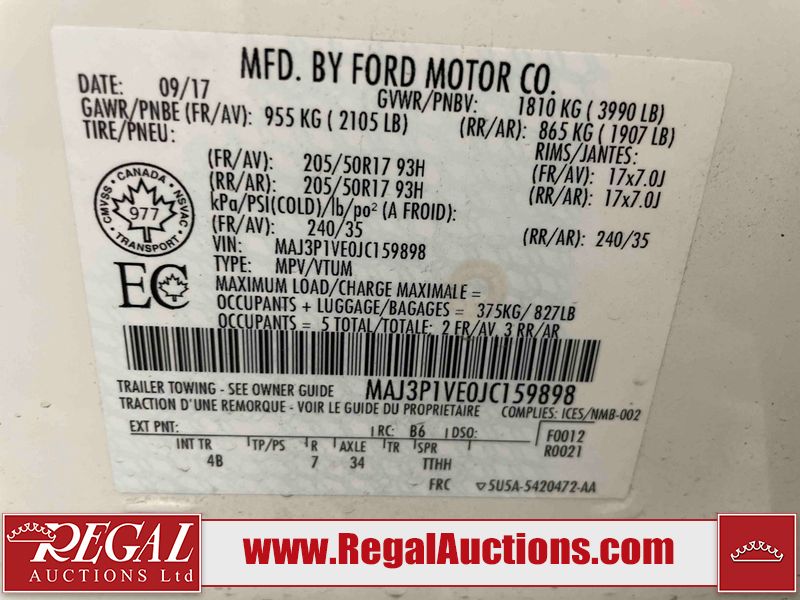 MFD. BY FORD MOTOR CO.
DATE: 09/17 GVWR/PNBV: 1810 KG ( 3990 LB)
GAWR/PNBE (FR/AV): 955 KG ( 2105 LB) (RR/AR): 865 KG ( 1907 LB)
TIRE/PNEU: RIMS/JANTES:
(FR/AV): 205/50R17 93H (FR/AV): 17x7.0J
(RR/AR): 205/50R17 93H (RR/AR): 17x7.0J
kPa/PSI(COLD)/lb/po² (A FROID):
(FR/AV): 240/35 (RR/AR): 240/35
VIN: MAJ3P1VE0JC159898
TYPE: MPV/VTUM
MAXIMUM LOAD/CHARGE MAXIMALE =
OCCUPANTS + LUGGAGE/BAGAGES = 375KG/ 827LB
OCCUPANTS = 5 TOTAL/TOTALE: 2 FR/AV, 3 RR/AR
CANADA
CMVSS
NSVAC
977
TRANSPORT
EC
MAJ3P1VE0JC159898
TRAILER TOWING - SEE OWNER GUIDE
TRACTION D'UNE REMORQUE - VOIR LE GUIDE DU PROPRIETAIRE COMPLIES: ICES/NMB-002
EXT PNT: RC: B6 DSO: F0012
INT TR TP/PS R AXLE TR SPR R0021
4B 7 34 TTHH
FRC ▽5U5A-5420472-AA
REGAL
AUCTIONS Ltd
www.RegalAuctions.com